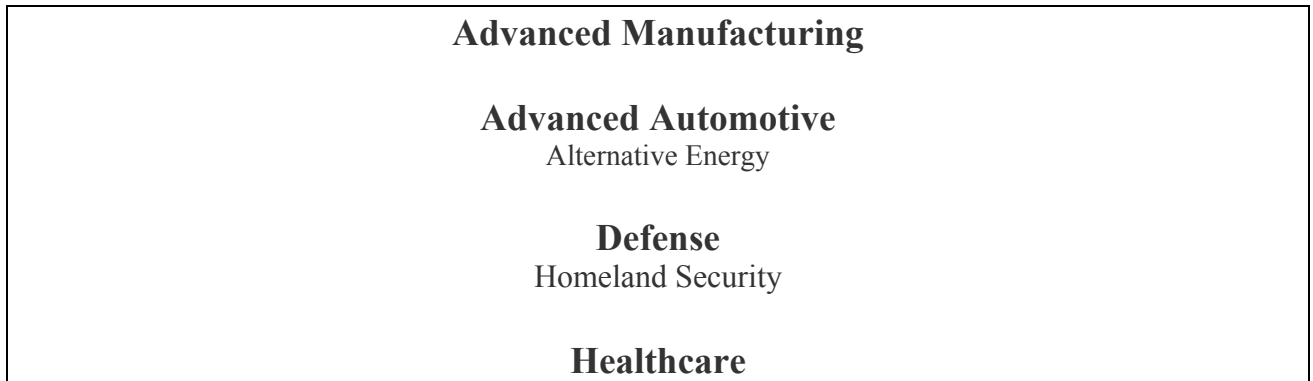 Advanced Manufacturing
Advanced Automotive
Alternative Energy
Defense
Homeland Security
Healthcare